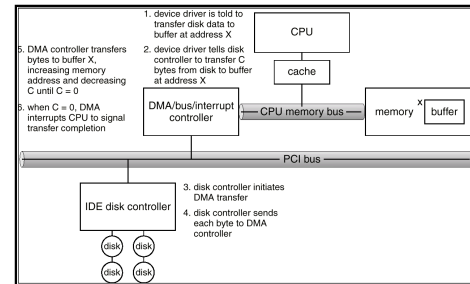 1. device driver is told to
transfer disk data to
buffer at address X
2. device driver tells disk
controller to transfer C
bytes from disk to buffer
at address X
5. DMA controller transfers
bytes to buffer X,
increasing memory
address and decreasing
C until C = 0
6. when C = 0, DMA
interrupts CPU to signal
transfer completion
CPU
cache
DMA/bus/interrupt
controller
CPU memory bus
memory
X
buffer
PCI bus
IDE disk controller
3. disk controller initiates
DMA transfer
4. disk controller sends
each byte to DMA
controller
disk
disk
disk
disk